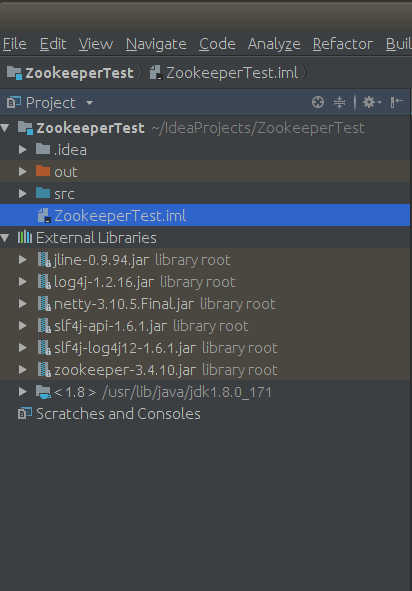 File Edit View Navigate Code Analyze Refactor Buil
ZookeeperTest ZookeeperTest.iml
Project
ZookeeperTest ~/IdeaProjects/ZookeeperTest
.idea
out
src
ZookeeperTest.iml
External Libraries
jline-0.9.94.jar library root
log4j-1.2.16.jar library root
netty-3.10.5.Final.jar library root
slf4j-api-1.6.1.jar library root
slf4j-log4j12-1.6.1.jar library root
zookeeper-3.4.10.jar library root
< 1.8 > /usr/lib/java/jdk1.8.0_171
Scratches and Consoles